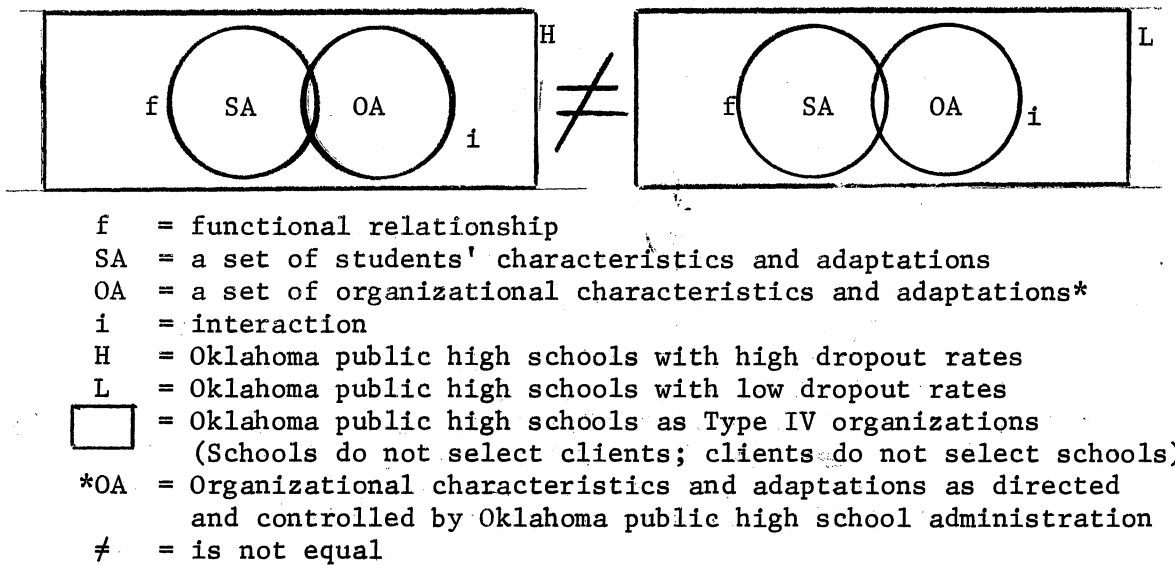 H
L
f SA OA i
≠
f SA OA i
f = functional relationship
SA = a set of students' characteristics and adaptations
OA = a set of organizational characteristics and adaptations*
i = interaction
H = Oklahoma public high schools with high dropout rates
L = Oklahoma public high schools with low dropout rates
= Oklahoma public high schools as Type IV organizations
(Schools do not select clients; clients do not select schools)
*OA = Organizational characteristics and adaptations as directed
and controlled by Oklahoma public high school administration
≠ = is not equal